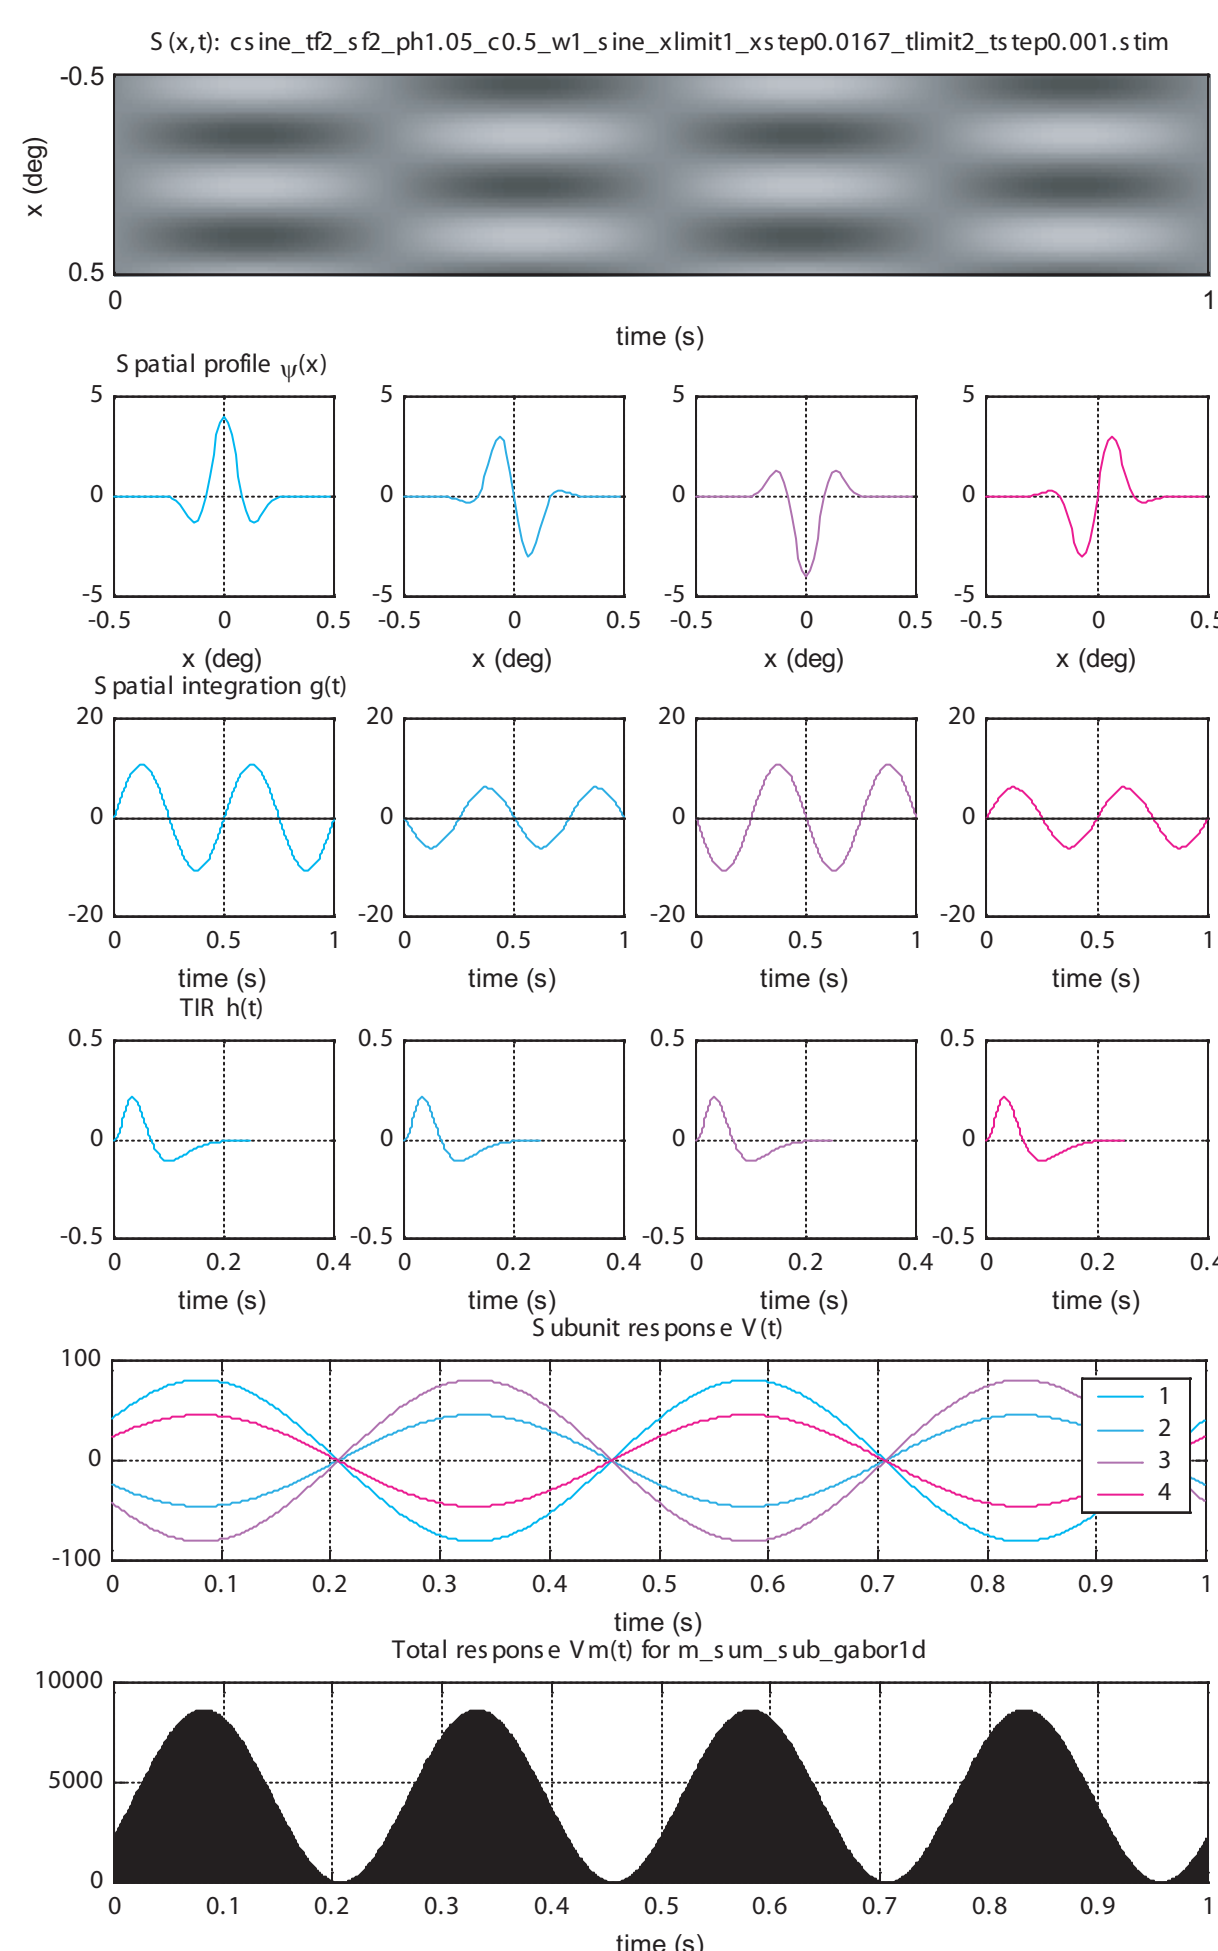 S(x,t): csine_tf2_sf2_ph1.05_c0.5_w1_sine_xlimit1_xstep0.0167_tlimit2_tstep0.001.stim
-0.5
x (deg)
0.5
0 1
time (s)
Spatial profile ψ(x)
5 5 5 5
0 0 0 0
-5 -5 -5 -5
-0.5 0 0.5 -0.5 0 0.5 -0.5 0 0.5 -0.5 0 0.5
x (deg) x (deg) x (deg) x (deg)
Spatial integration g(t)
20 20 20 20
0 0 0 0
-20 -20 -20 -20
0 0.5 1 0 0.5 1 0 0.5 1 0 0.5 1
time (s) time (s) time (s) time (s)
TIR h(t)
0.5 0.5 0.5 0.5
0 0 0 0
-0.5 -0.5 -0.5 -0.5
0 0.2 0.4 0 0.2 0.4 0 0.2 0.4 0 0.2 0.4
time (s) time (s) time (s) time (s)
Subunit response V(t)
100
0
-100
1
2
3
4
0 0.1 0.2 0.3 0.4 0.5 0.6 0.7 0.8 0.9 1
time (s)
Total response Vm(t) for m_sum_sub_gabor1d
10000
5000
0
0 0.1 0.2 0.3 0.4 0.5 0.6 0.7 0.8 0.9 1
time (s)